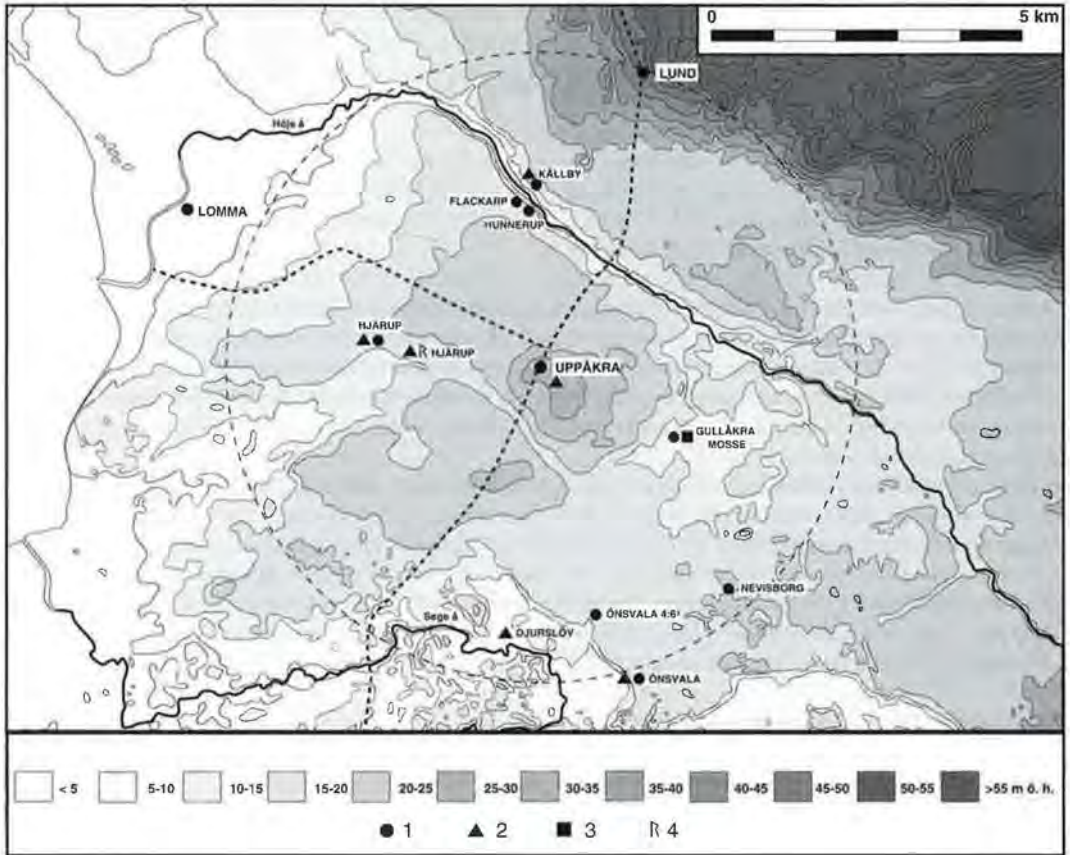 0 5 km
LUND
Höje å
KÄLLBY
FLACKARP
LOMMA
HUNNERUP
HJÄRUP
ᚱ HJÄRUP
UPPÅKRA
GULLÅKRA
MOSSE
NEVISBORG
ÖNSVALA 4:6
Sege å
DJURSLÖV
ÖNSVALA
< 5 5-10 10-15 15-20 20-25 25-30 30-35 35-40 40-45 45-50 50-55 >55 m ö. h.
1 2 3 ᚱ 4